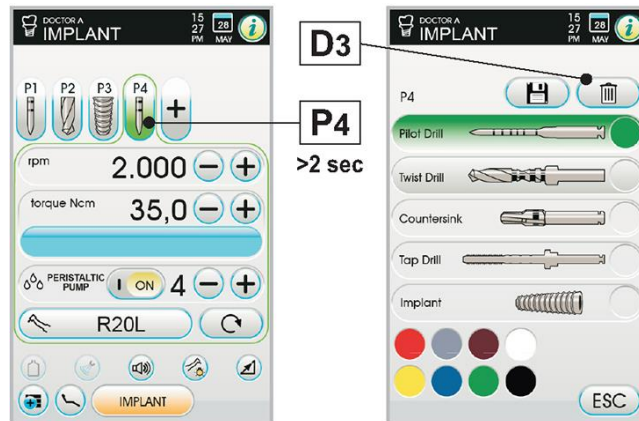 DOCTOR A
IMPLANT
15
27
PM
28
MAY
i
P1
P2
P3
P4
+
rpm
2.000
torque Ncm
35,0
PERISTALTIC
PUMP
I ON
4
R20L
IMPLANT
D3
P4
>2 sec
DOCTOR A
IMPLANT
15
27
PM
28
MAY
i
P4
Pilot Drill
Twist Drill
Countersink
Tap Drill
Implant
ESC